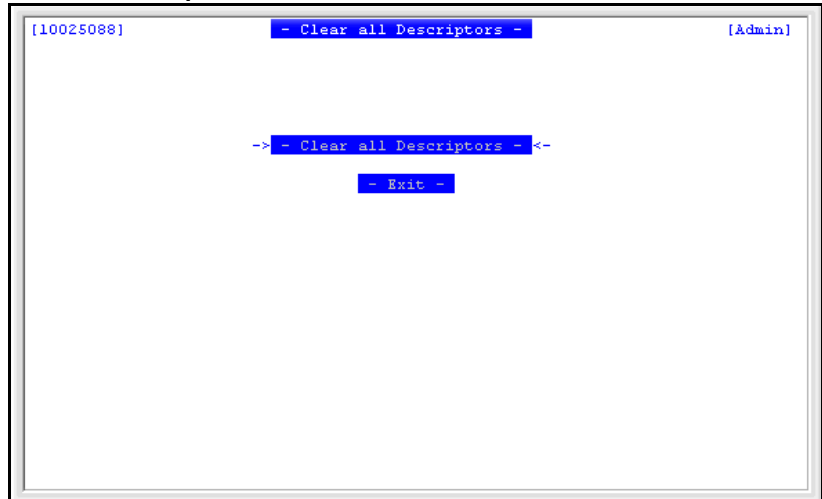 [10025088] - Clear all Descriptors - [Admin]
-> - Clear all Descriptors - <-
- Exit -